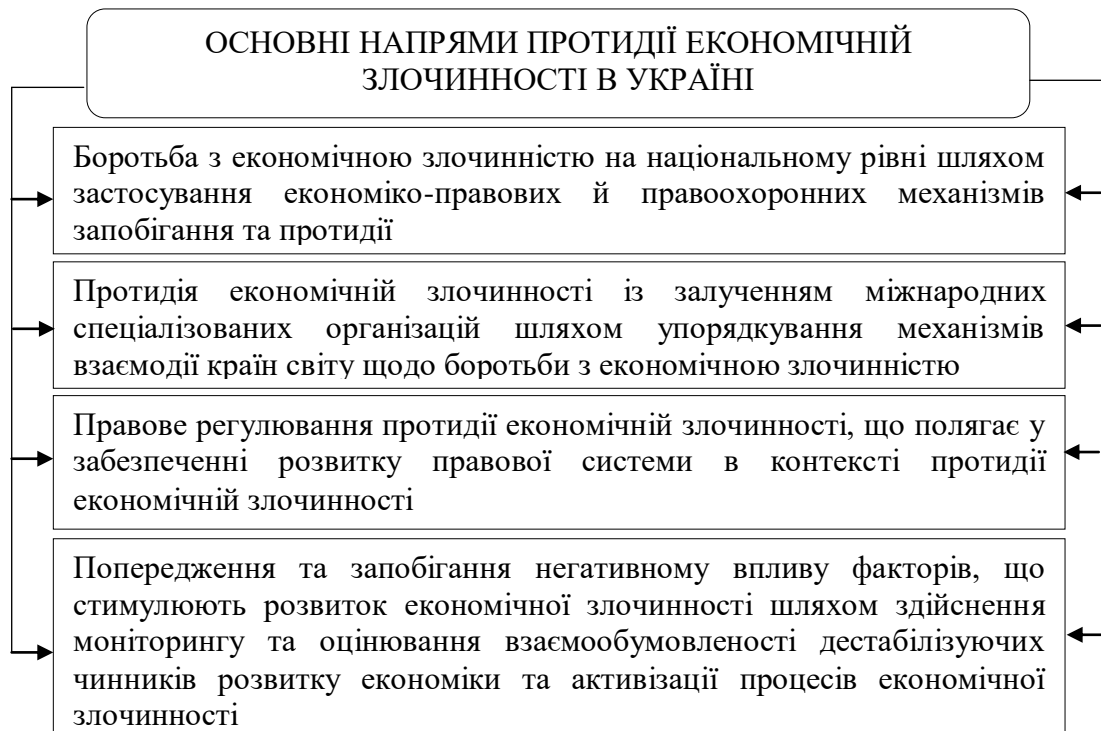 ОСНОВНІ НАПРЯМИ ПРОТИДІЇ ЕКОНОМІЧНІЙ
ЗЛОЧИННОСТІ В УКРАЇНІ
Боротьба з економічною злочинністю на національному рівні шляхом
застосування економіко-правових й правоохоронних механізмів
запобігання та протидії
Протидія економічній злочинності із залученням міжнародних
спеціалізованих організацій шляхом упорядкування механізмів
взаємодії країн світу щодо боротьби з економічною злочинністю
Правове регулювання протидії економічній злочинності, що полягає у
забезпеченні розвитку правової системи в контексті протидії
економічній злочинності
Попередження та запобігання негативному впливу факторів, що
стимулюють розвиток економічної злочинності шляхом здійснення
моніторингу та оцінювання взаємообумовленості дестабілізуючих
чинників розвитку економіки та активізації процесів економічної
злочинності